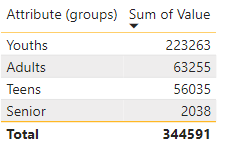 Attribute (groups) Sum of Value
Youths 223263
Adults 63255
Teens 56035
Senior 2038
Total 344591